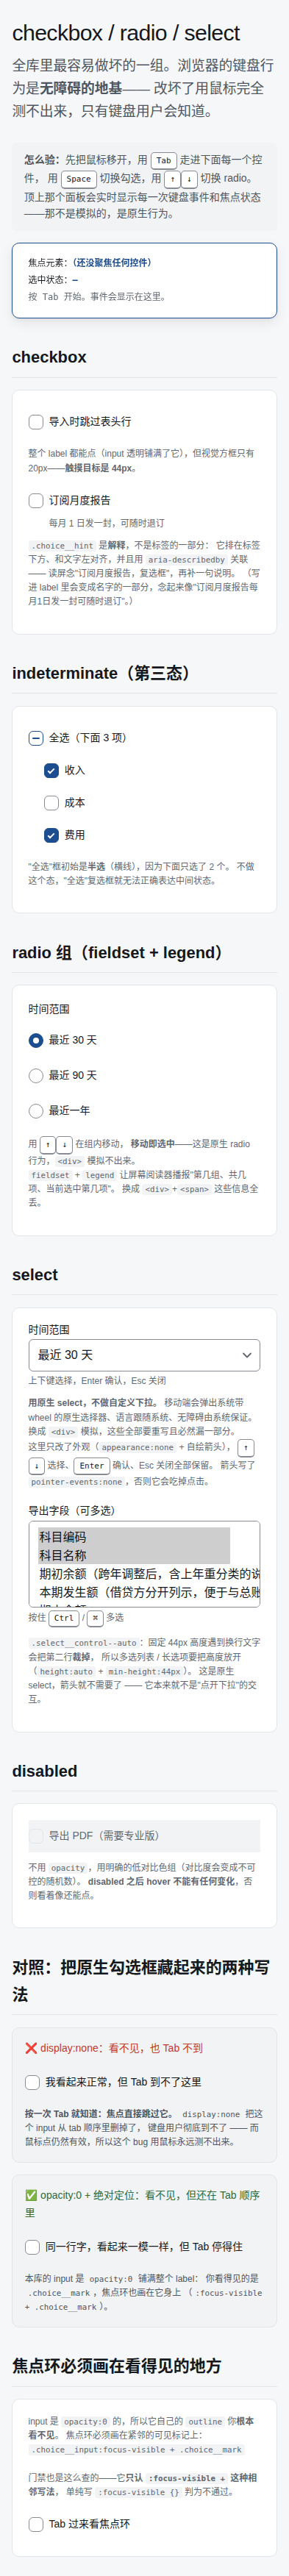 checkbox / radio / select
全库里最容易做坏的一组。浏览器的键盘行
为是无障碍的地基—— 改坏了用鼠标完全
测不出来，只有键盘用户会知道。
怎么验：先把鼠标移开，用 Tab 走进下面每一个控
件， 用 Space 切换勾选，用 ↑ ↓ 切换 radio。
顶上那个面板会实时显示每一次键盘事件和焦点状态
——那不是模拟的，是原生行为。
焦点元素：（还没聚焦任何控件）
选中状态：—
按 Tab 开始。事件会显示在这里。
checkbox
导入时跳过表头行
整个 label 都能点（input 透明铺满了它），但视觉方框只有
20px——触摸目标是 44px。
订阅月度报告
每月 1 日发一封，可随时退订
.choice__hint 是解释，不是标签的一部分： 它排在标签
下方、和文字左对齐，并且用 aria-describedby 关联
—— 读屏念"订阅月度报告，复选框"，再补一句说明。 （写
进 label 里会变成名字的一部分，念起来像"订阅月度报告每
月1日发一封可随时退订"。）
indeterminate（第三态）
全选（下面 3 项）
收入
成本
费用
"全选"框初始是半选（横线），因为下面只选了 2 个。 不做
这个态，"全选"复选框就无法正确表达中间状态。
radio 组（fieldset + legend）
时间范围
最近 30 天
最近 90 天
最近一年
用 ↑ ↓ 在组内移动， 移动即选中——这是原生 radio
行为，<div> 模拟不出来。
fieldset + legend 让屏幕阅读器播报"第几组、共几
项、当前选中第几项"。 换成 <div>+<span> 这些信息全
丢。
select
时间范围
最近 30 天
上下键选择，Enter 确认，Esc 关闭
用原生 select，不做自定义下拉。 移动端会弹出系统带
wheel 的原生选择器、语言跟随系统、无障碍由系统保证。
换成 <div> 模拟，这些全部要重写且必然漏一部分。
这里只改了外观（appearance:none + 自绘箭头）， ↑
↓ 选择、 Enter 确认、Esc 关闭全部保留。 箭头写了
pointer-events:none，否则它会吃掉点击。
导出字段（可多选）
科目编码
科目名称
期初余额（跨年调整后，含上年重分类的说
本期发生额（借贷方分开列示，便于与总账
按住 Ctrl / ⌘ 多选
.select__control--auto：固定 44px 高度遇到换行文字
会把第二行裁掉， 所以多选列表 / 长选项要把高度放开
（height:auto + min-height:44px）。 这是原生
select，箭头就不需要了 —— 它本来就不是"点开下拉"的交
互。
disabled
导出 PDF（需要专业版）
不用 opacity，用明确的低对比色组（对比度会变成不可
控的随机数）。 disabled 之后 hover 不能有任何变化，否
则看着像还能点。
对照：把原生勾选框藏起来的两种写
法
❌ display:none：看不见，也 Tab 不到
我看起来正常，但 Tab 到不了这里
按一次 Tab 就知道：焦点直接跳过它。 display:none 把这
个 input 从 tab 顺序里删掉了， 键盘用户彻底到不了 —— 而
鼠标点仍然有效，所以这个 bug 用鼠标永远测不出来。
✅ opacity:0 + 绝对定位：看不见，但还在 Tab 顺序
里
同一行字，看起来一模一样，但 Tab 停得住
本库的 input 是 opacity:0 铺满整个 label： 你看得见的是
.choice__mark，焦点环也画在它身上 （:focus-visible
+ .choice__mark）。
焦点环必须画在看得见的地方
input 是 opacity:0 的，所以它自己的 outline 你根本
看不见。 焦点环必须画在紧邻的可见标记上：
.choice__input:focus-visible + .choice__mark
门禁也是这么查的——它只认 :focus-visible + 这种相
邻写法， 单纯写 :focus-visible {} 判为不通过。
Tab 过来看焦点环